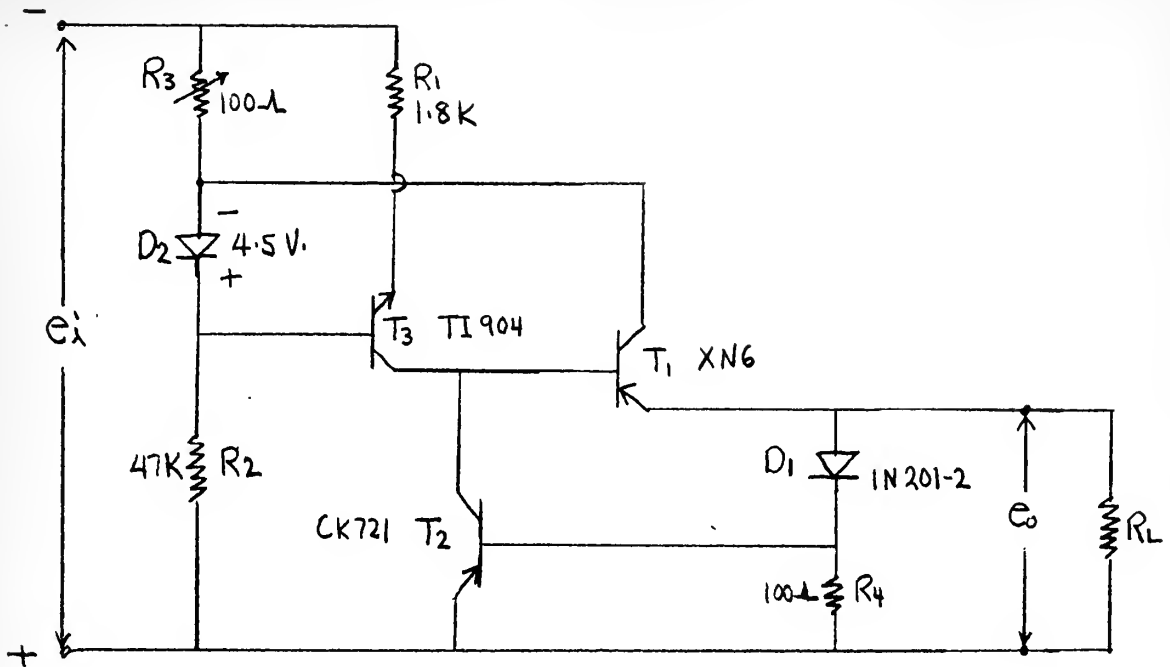 −
R3
100Ω
R1
1.8K
−
D2 4.5 V.
+
ei
T3 TI 904
T1 XN6
47K R2
D1
IN 201-2
CK721 T2
eo
RL
100Ω R4
+